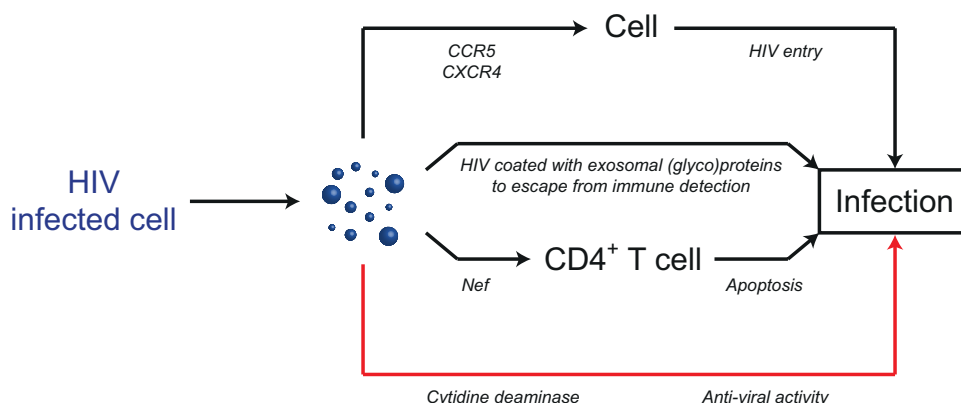 Cell
CCR5
CXCR4
HIV entry
HIV coated with exosomal (glyco)proteins
to escape from immune detection
HIV
infected cell
Infection
CD4⁺ T cell
Nef
Apoptosis
Cytidine deaminase
Anti-viral activity